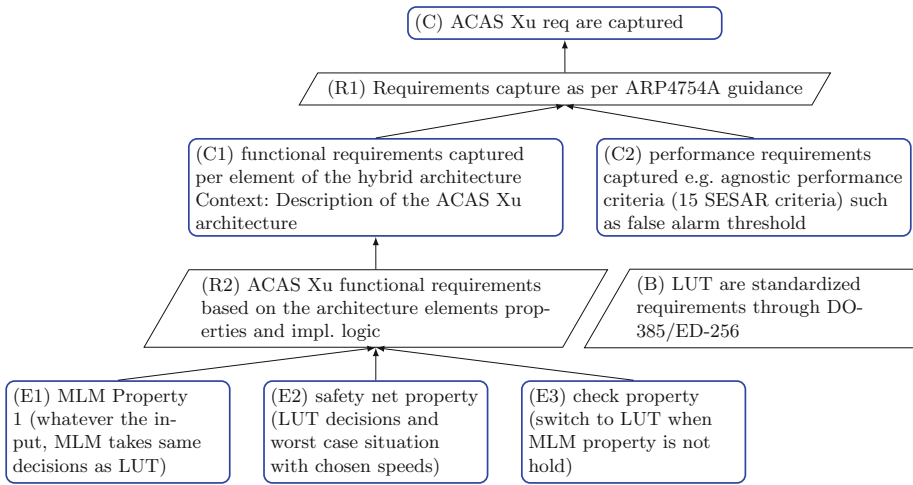 (C) ACAS Xu req are captured
(R1) Requirements capture as per ARP4754A guidance
(C1) functional requirements captured
per element of the hybrid architecture
Context: Description of the ACAS Xu
architecture
(C2) performance requirements
captured e.g. agnostic performance
criteria (15 SESAR criteria) such
as false alarm threshold
(R2) ACAS Xu functional requirements
based on the architecture elements prop-
erties and impl. logic
(B) LUT are standardized
requirements through DO-
385/ED-256
(E1) MLM Property
1 (whatever the in-
put, MLM takes same
decisions as LUT)
(E2) safety net property
(LUT decisions and
worst case situation
with chosen speeds)
(E3) check property
(switch to LUT when
MLM property is not
hold)